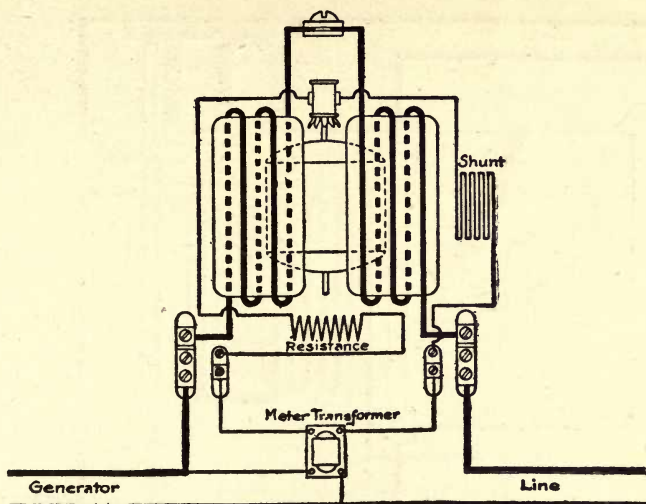 Shunt
Resistance
Meter Transformer
Generator
Line